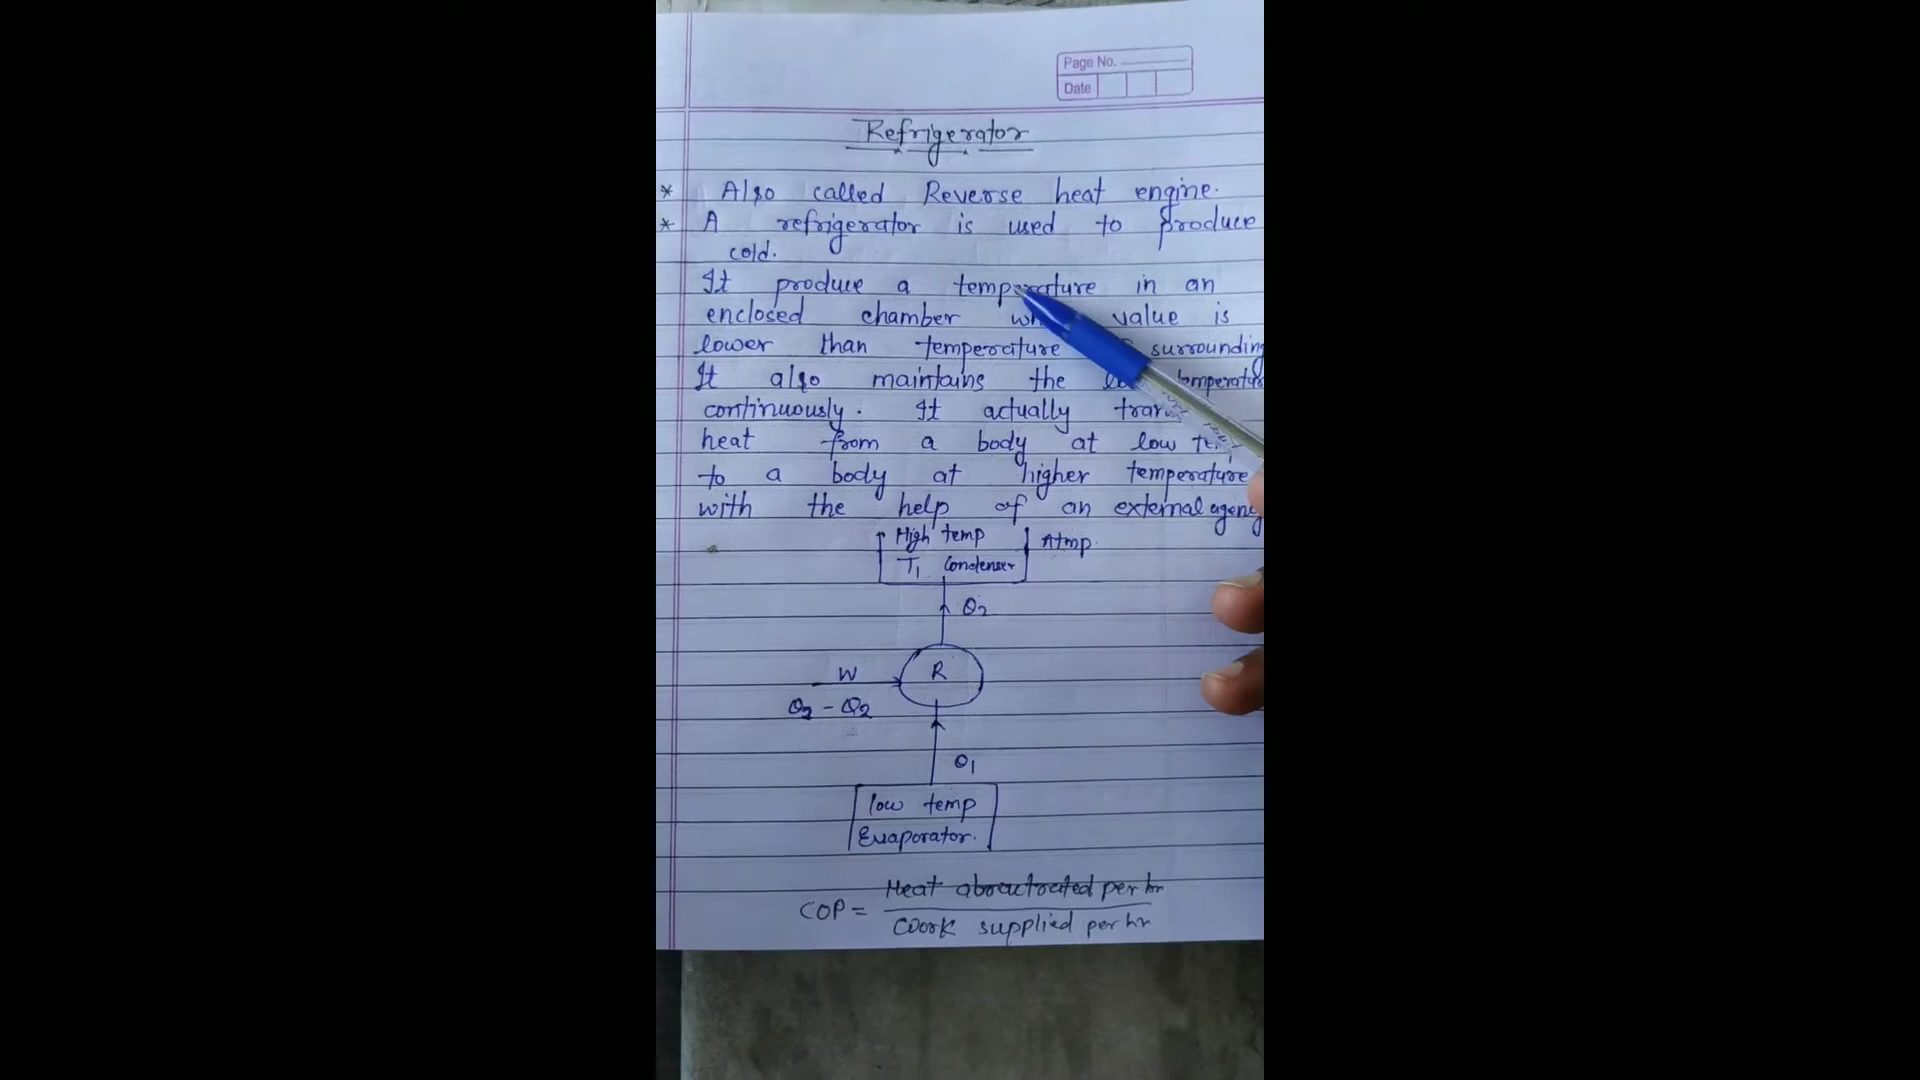 Page No.
Date
Refrigerator
* Also called Reverse heat engine.
* A refrigerator is used to produce
cold.
It produce a temperature in an
enclosed chamber value is
lower than temperature surrounding
It also maintains the
continuously. It actually
heat from a body at low
to a body at higher temperature
with the help of an external agency
High temp
T1 Condenser
Atmp.
Q2
W
R
Q2 - Q2
Q1
low temp
Evaporator.
Heat abractrated per hr
COP =
Work supplied per hr